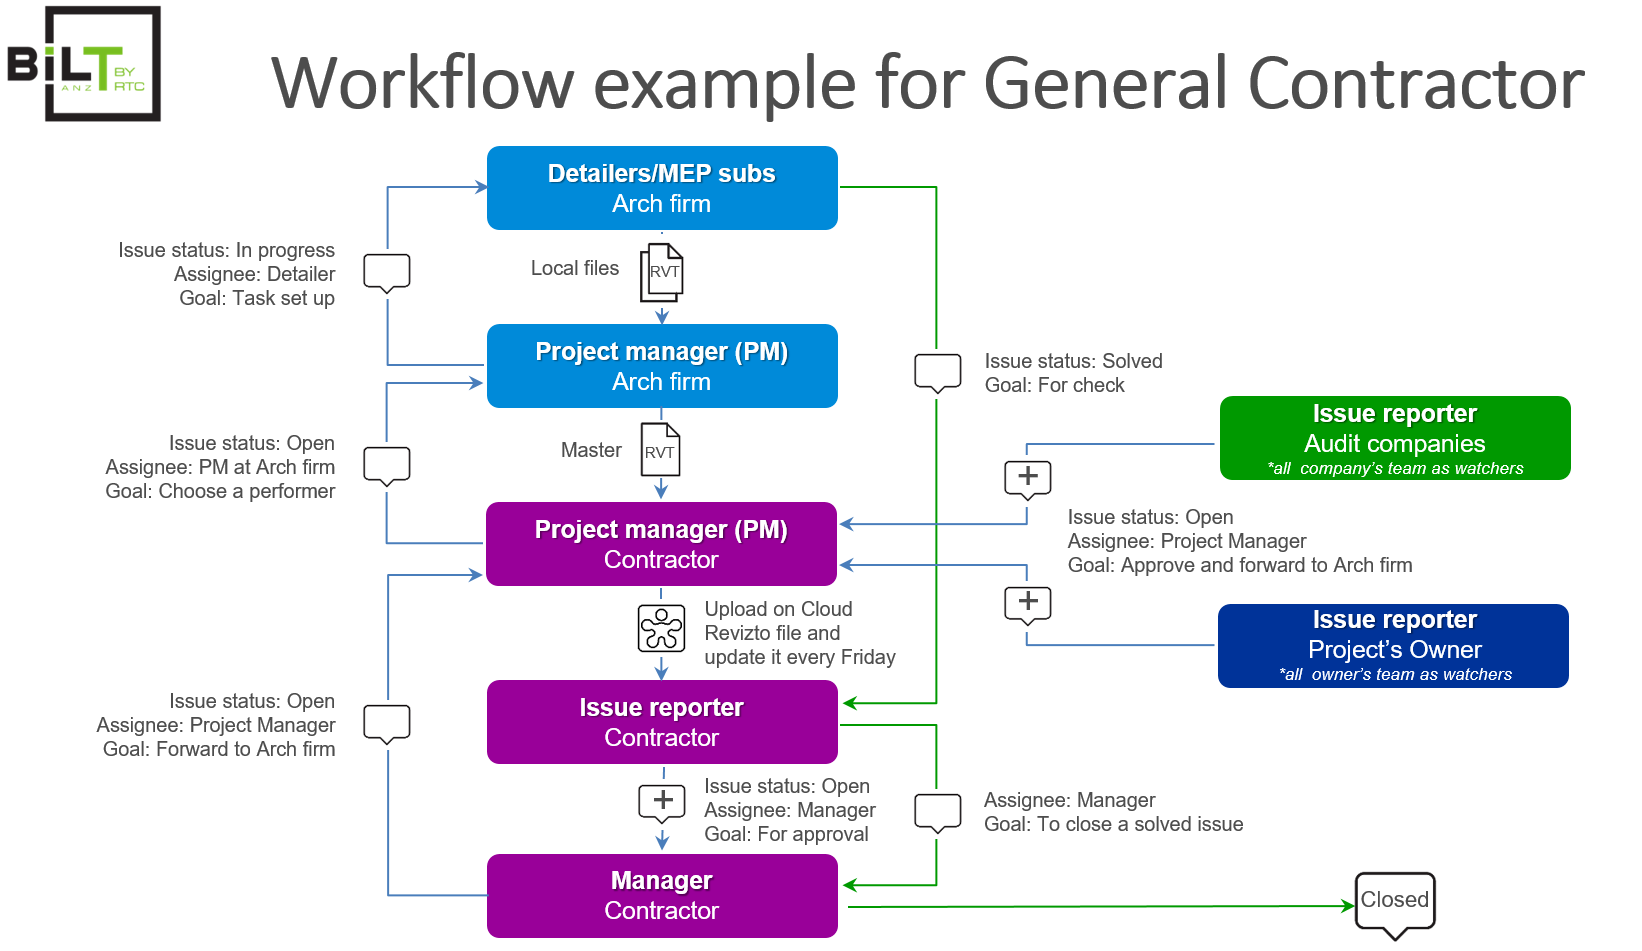 BiLT
BY
ANZ RTC
Workflow example for General Contractor
Detailers/MEP subs
Arch firm
Issue status: In progress
Assignee: Detailer
Goal: Task set up
Local files
RVT
Project manager (PM)
Arch firm
Issue status: Solved
Goal: For check
Issue reporter
Audit companies
*all company's team as watchers
Issue status: Open
Assignee: PM at Arch firm
Goal: Choose a performer
Master
RVT
Project manager (PM)
Contractor
Issue status: Open
Assignee: Project Manager
Goal: Approve and forward to Arch firm
Upload on Cloud
Revizto file and
update it every Friday
Issue reporter
Project's Owner
*all owner's team as watchers
Issue status: Open
Assignee: Project Manager
Goal: Forward to Arch firm
Issue reporter
Contractor
Issue status: Open
Assignee: Manager
Goal: For approval
Assignee: Manager
Goal: To close a solved issue
Manager
Contractor
Closed